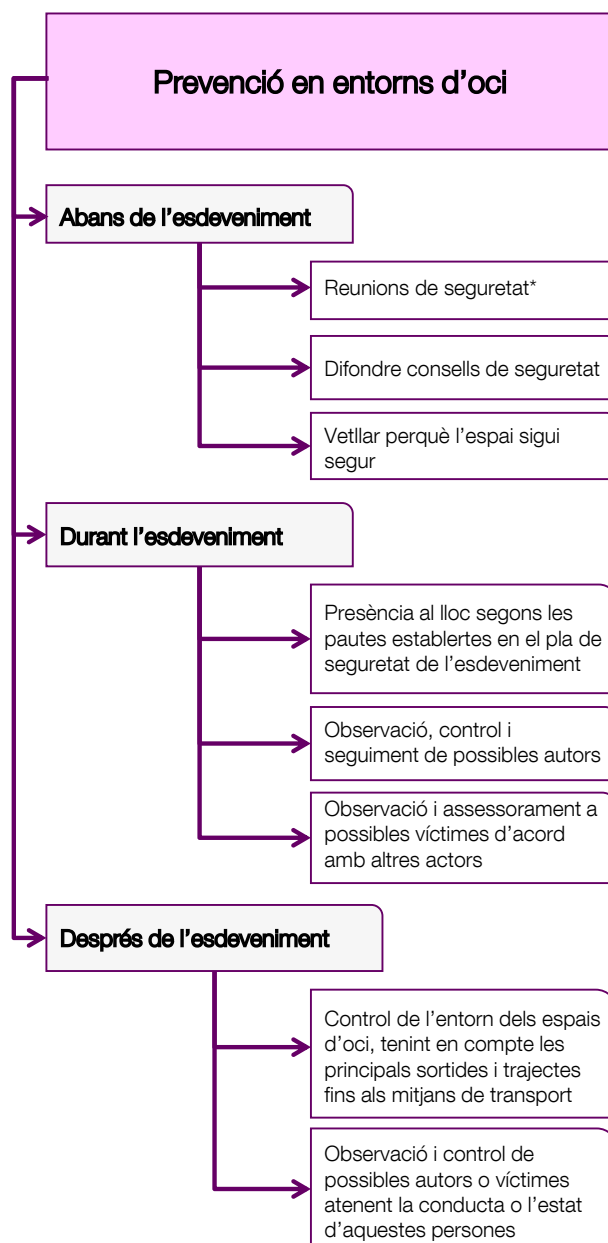 Prevenció en entorns d’oci
Abans de l’esdeveniment
Reunions de seguretat*
Difondre consells de seguretat
Vetllar perquè l’espai sigui
segur
Durant l’esdeveniment
Presència al lloc segons les
pautes establertes en el pla de
seguretat de l’esdeveniment
Observació, control i
seguiment de possibles autors
Observació i assessorament a
possibles víctimes d’acord
amb altres actors
Després de l’esdeveniment
Control de l’entorn dels espais
d’oci, tenint en compte les
principals sortides i trajectes
fins als mitjans de transport
Observació i control de
possibles autors o víctimes
atenent la conducta o l’estat
d’aquestes persones